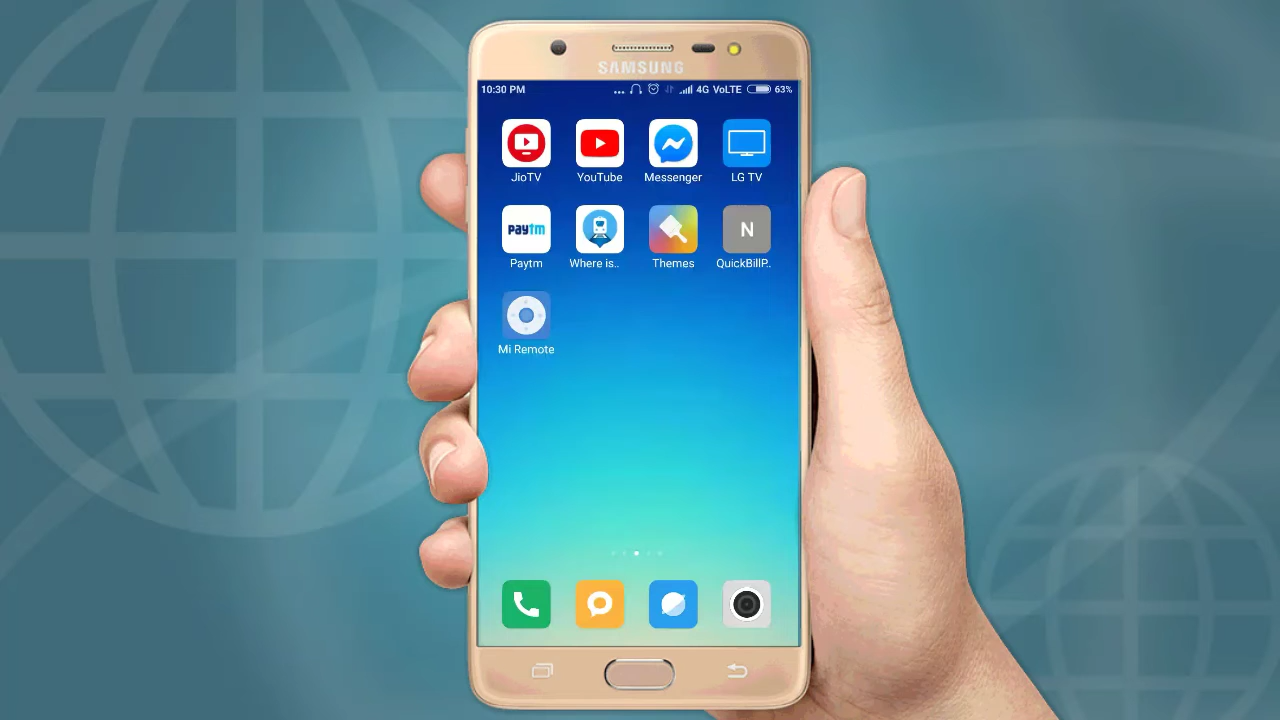 SAMSUNG
10:30 PM ... 4G VoLTE 63%
JioTV YouTube Messenger LG TV
paytm N
Paytm Where is.. Themes QuickBillP..
Mi Remote